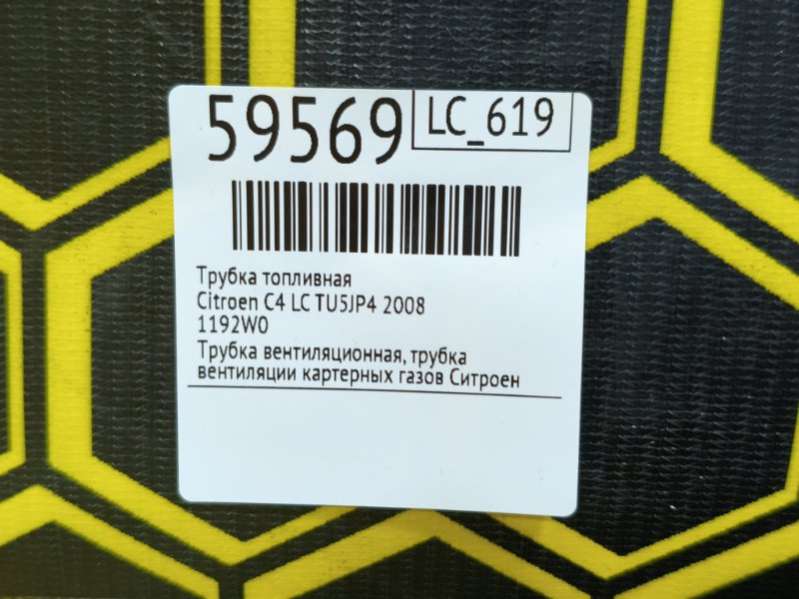 59569 LC_619
Трубка топливная
Citroen C4 LC TU5JP4 2008
1192W0
Трубка вентиляционная, трубка
вентиляции картерных газов Ситроен